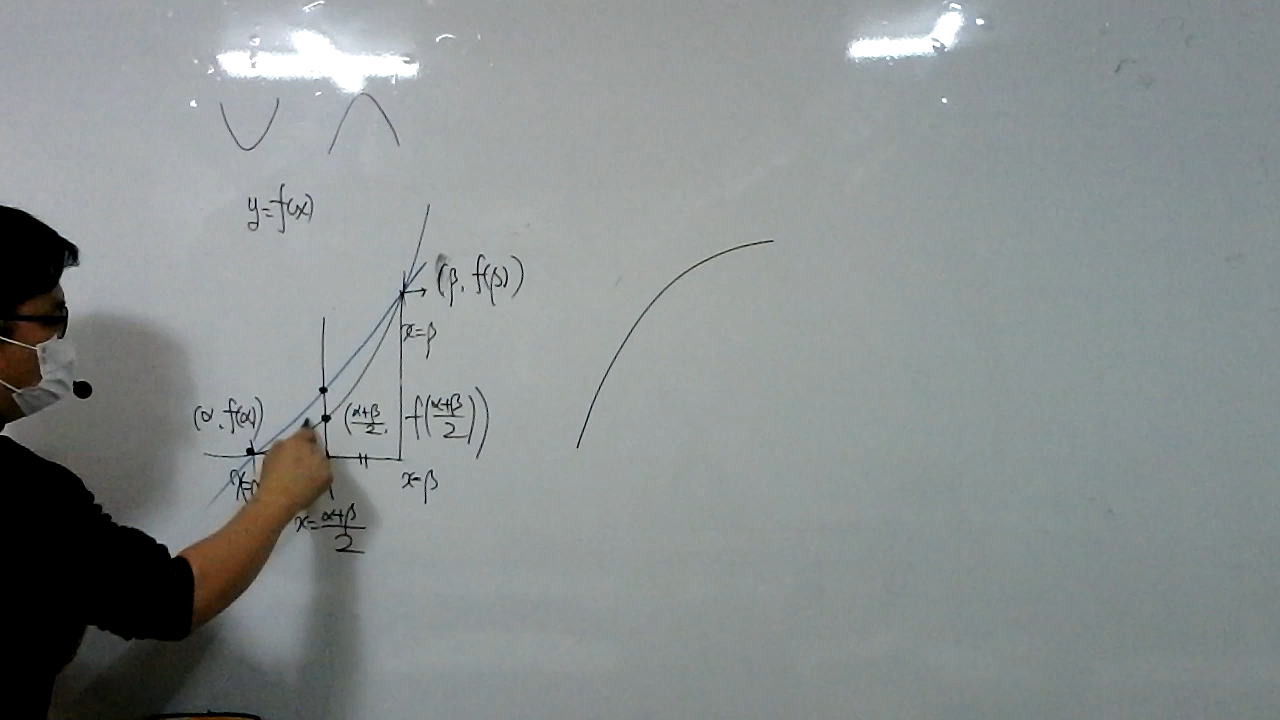 y=f(x)
(β, f(β))
x=β
(α, f(α))
(α+β/2, f(α+β/2))
x=β
x=α+β/2